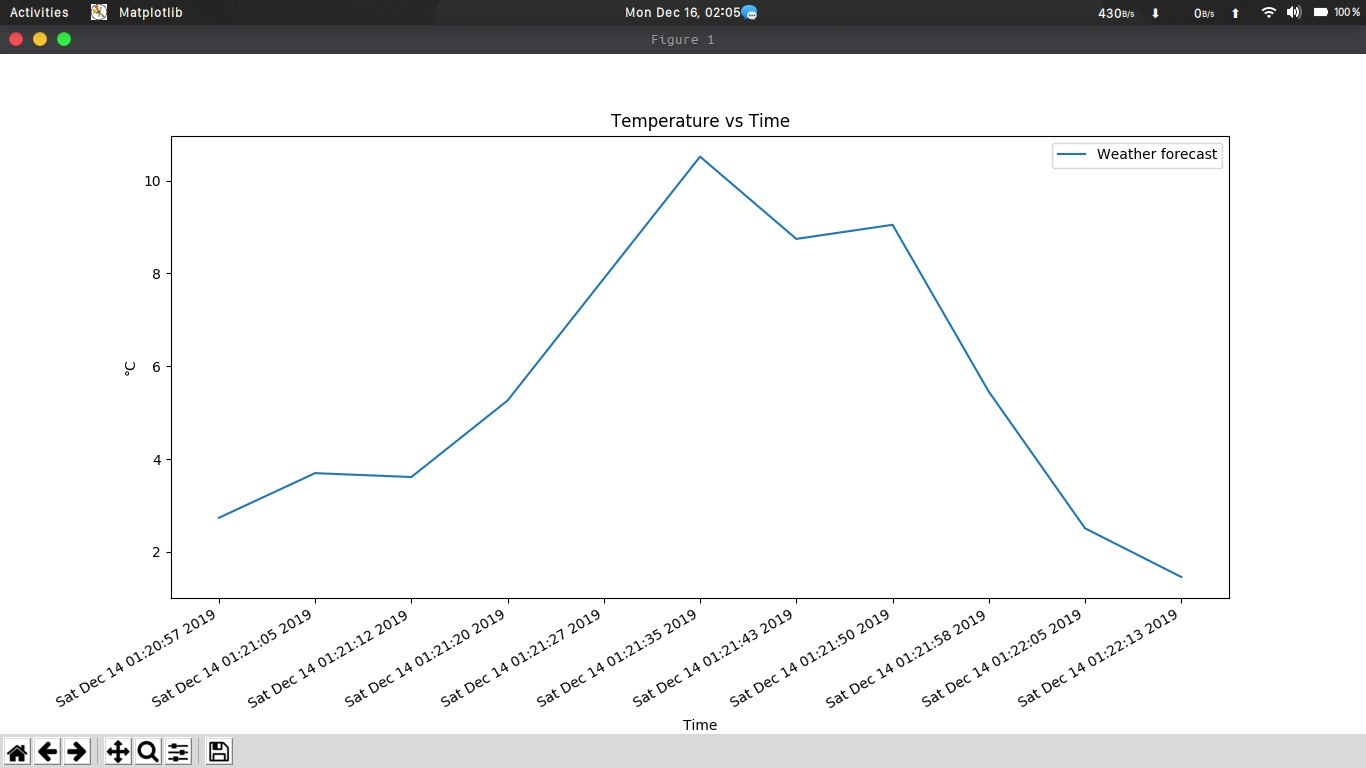 Activities Matplotlib Mon Dec 16, 02:05 430B/s 0B/s 100%
Figure 1
Temperature vs Time
Weather forecast
10
8
6
4
2
°C
Sat Dec 14 01:20:57 2019
Sat Dec 14 01:21:05 2019
Sat Dec 14 01:21:12 2019
Sat Dec 14 01:21:20 2019
Sat Dec 14 01:21:27 2019
Sat Dec 14 01:21:35 2019
Sat Dec 14 01:21:43 2019
Sat Dec 14 01:21:50 2019
Sat Dec 14 01:21:58 2019
Sat Dec 14 01:22:05 2019
Sat Dec 14 01:22:13 2019
Time